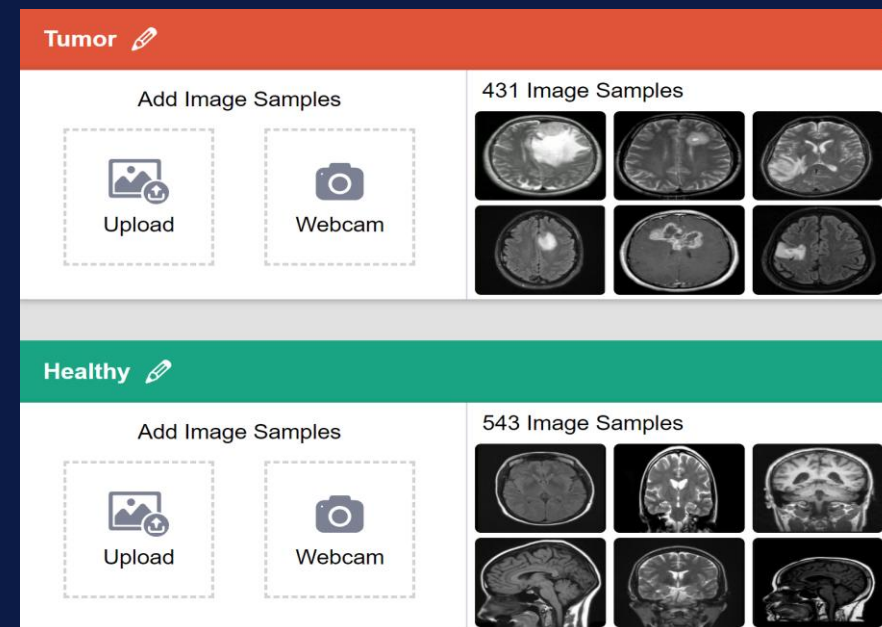 Tumor
Add Image Samples
Upload
Webcam
431 Image Samples
Healthy
Add Image Samples
Upload
Webcam
543 Image Samples